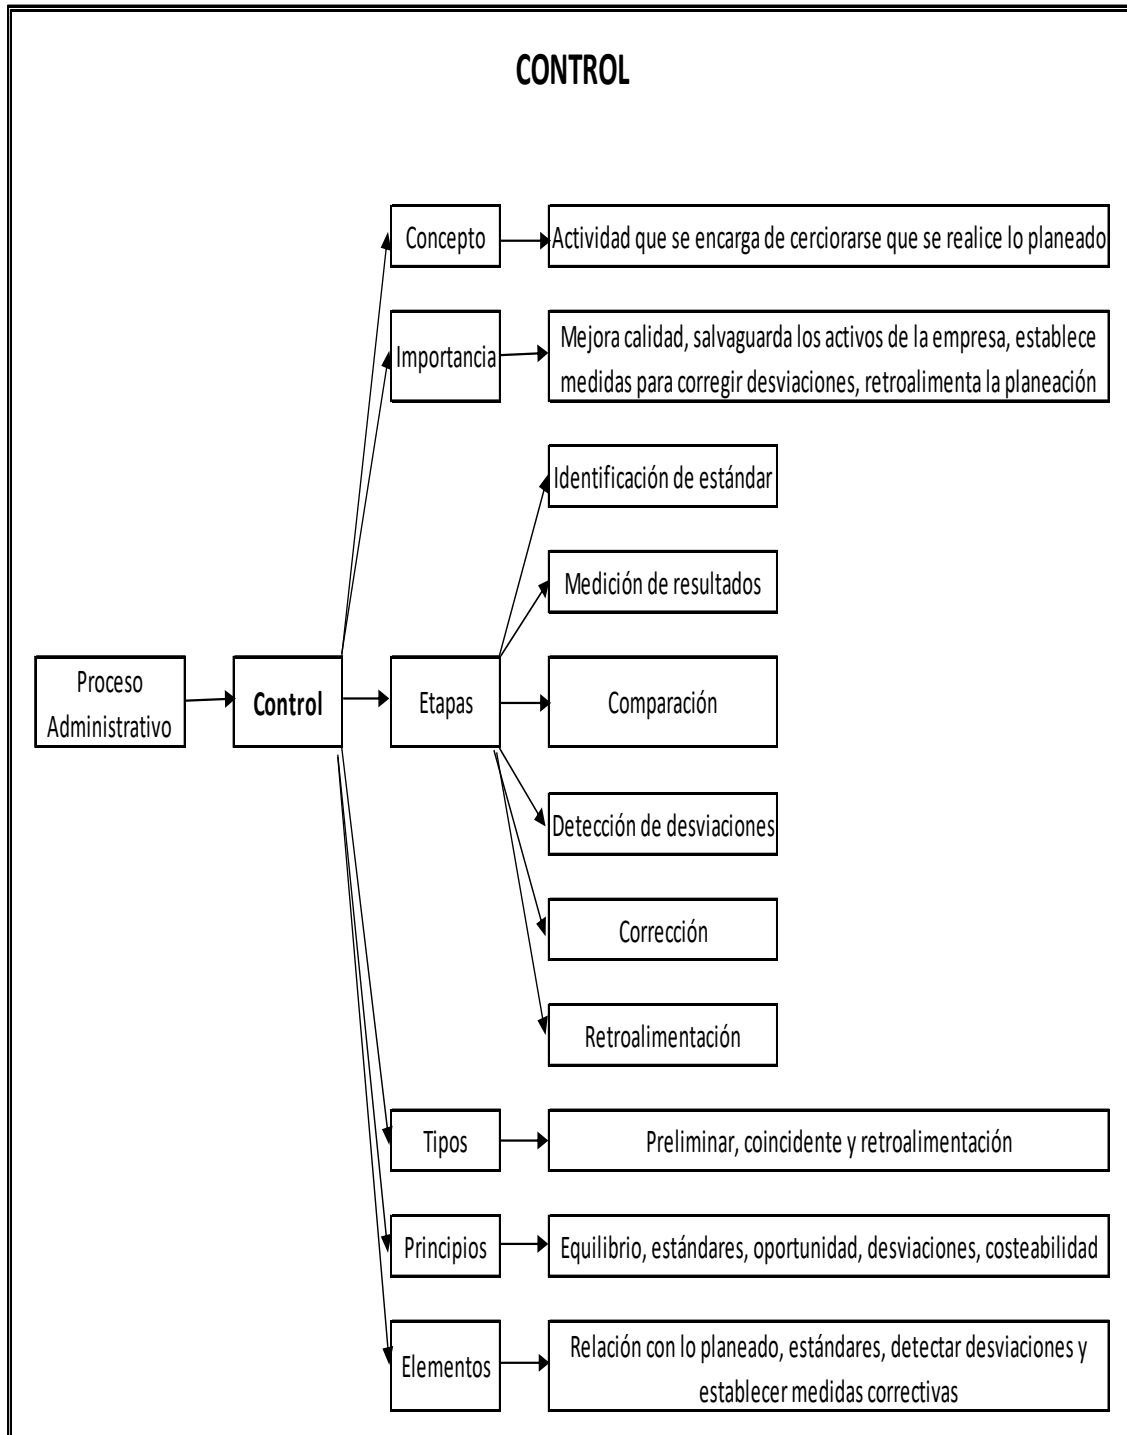 CONTROL
Concepto
Actividad que se encarga de cerciorarse que se realice lo planeado
Importancia
Mejora calidad, salvaguarda los activos de la empresa, establece
medidas para corregir desviaciones, retroalimenta la planeación
Identificación de estándar
Medición de resultados
Proceso
Administrativo
Control
Etapas
Comparación
Detección de desviaciones
Corrección
Retroalimentación
Tipos
Preliminar, coincidente y retroalimentación
Principios
Equilibrio, estándares, oportunidad, desviaciones, costeabilidad
Elementos
Relación con lo planeado, estándares, detectar desviaciones y
establecer medidas correctivas